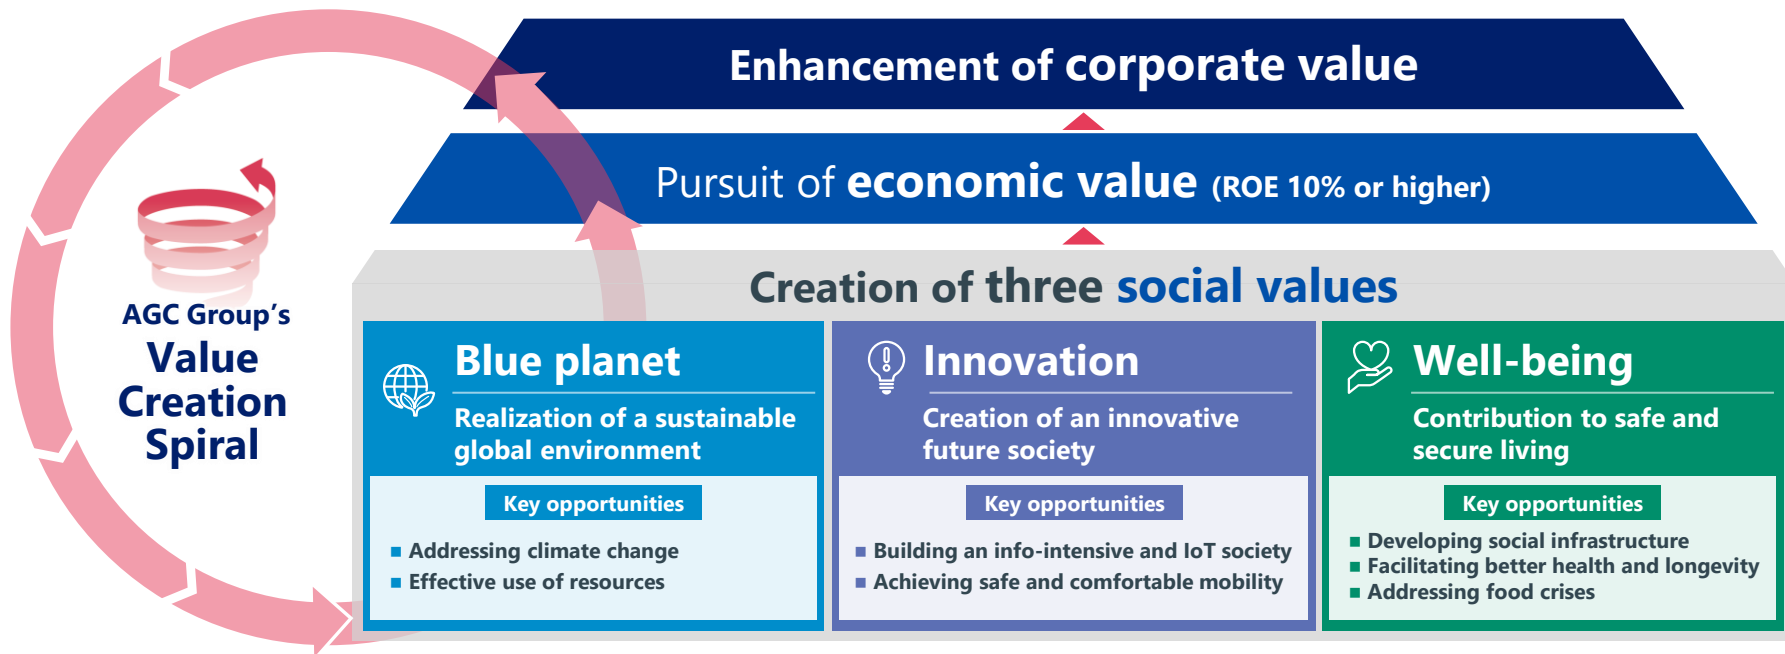 Enhancement of corporate value
Pursuit of economic value (ROE 10% or higher)
AGC Group's
Value
Creation
Spiral
Creation of three social values
Blue planet
Realization of a sustainable
global environment
Key opportunities
■ Addressing climate change
■ Effective use of resources
Innovation
Creation of an innovative
future society
Key opportunities
■ Building an info-intensive and IoT society
■ Achieving safe and comfortable mobility
Well-being
Contribution to safe and
secure living
Key opportunities
■ Developing social infrastructure
■ Facilitating better health and longevity
■ Addressing food crises